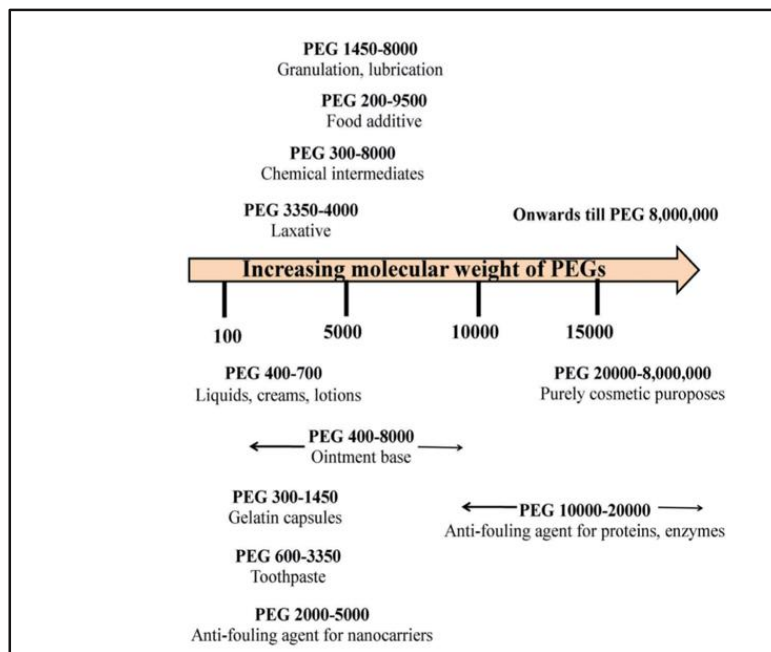 PEG 1450-8000
Granulation, lubrication
PEG 200-9500
Food additive
PEG 300-8000
Chemical intermediates
PEG 3350-4000
Laxative
Onwards till PEG 8,000,000
Increasing molecular weight of PEGs
100
5000
10000
15000
PEG 400-700
Liquids, creams, lotions
PEG 20000-8,000,000
Purely cosmetic puroposes
PEG 400-8000
Ointment base
PEG 300-1450
Gelatin capsules
PEG 10000-20000
Anti-fouling agent for proteins, enzymes
PEG 600-3350
Toothpaste
PEG 2000-5000
Anti-fouling agent for nanocarriers